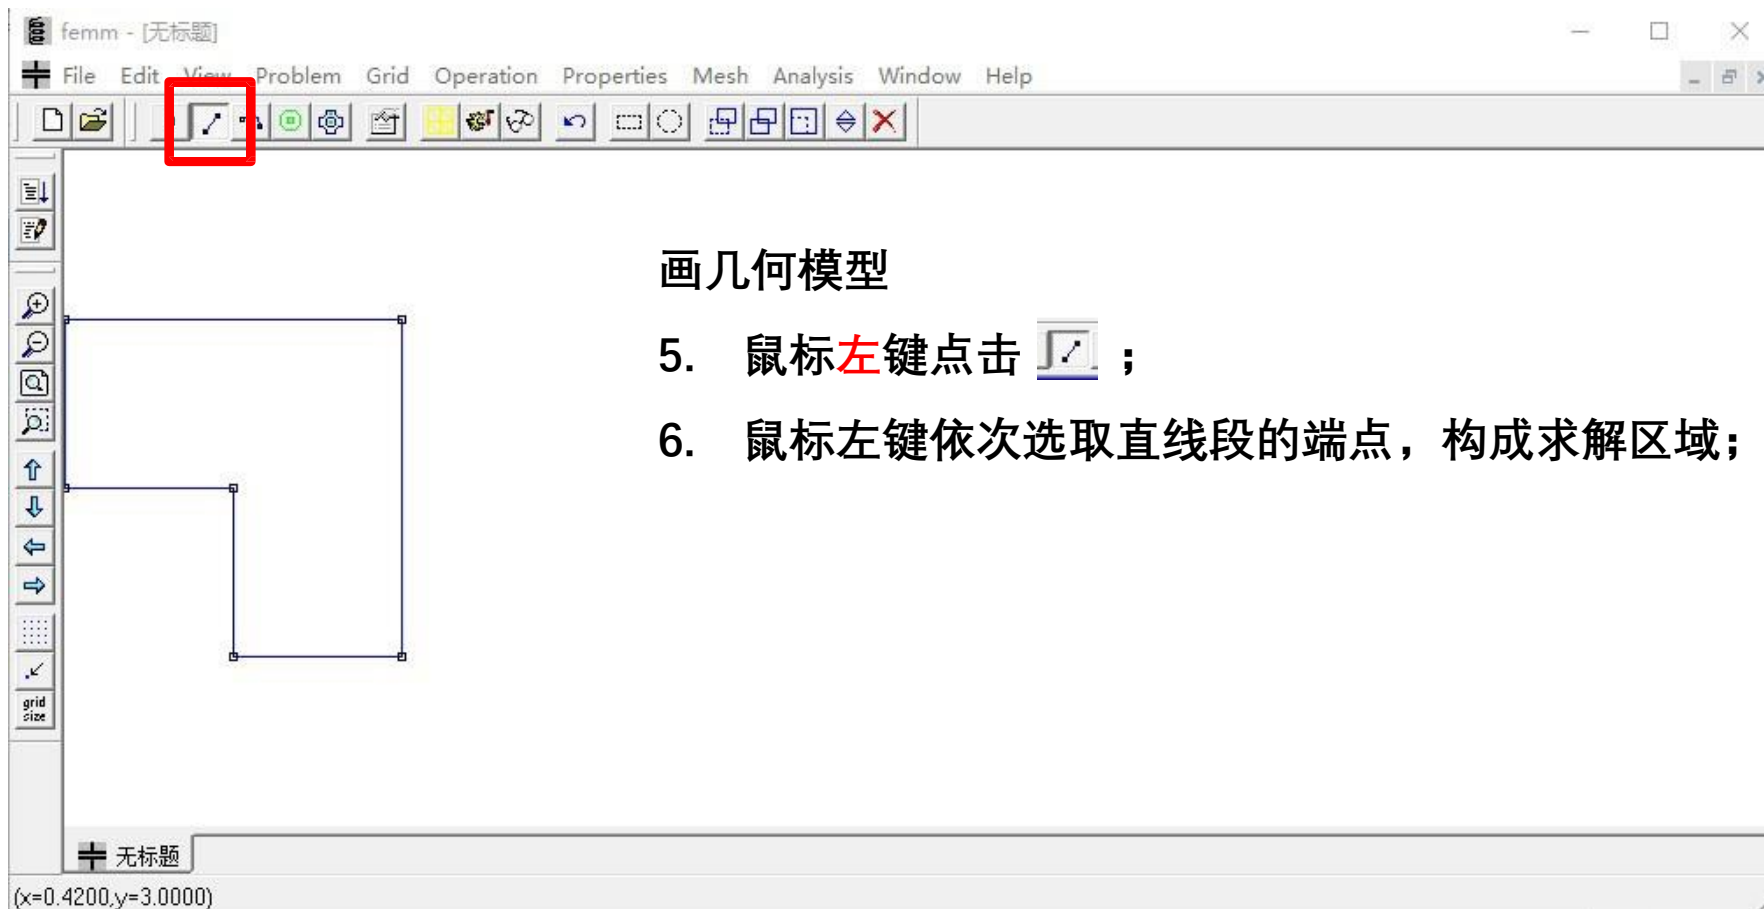 femm - [无标题]
File Edit View Problem Grid Operation Properties Mesh Analysis Window Help
画几何模型
5. 鼠标左键点击 ；
6. 鼠标左键依次选取直线段的端点，构成求解区域；
grid
size
无标题
(x=0.4200,y=3.0000)